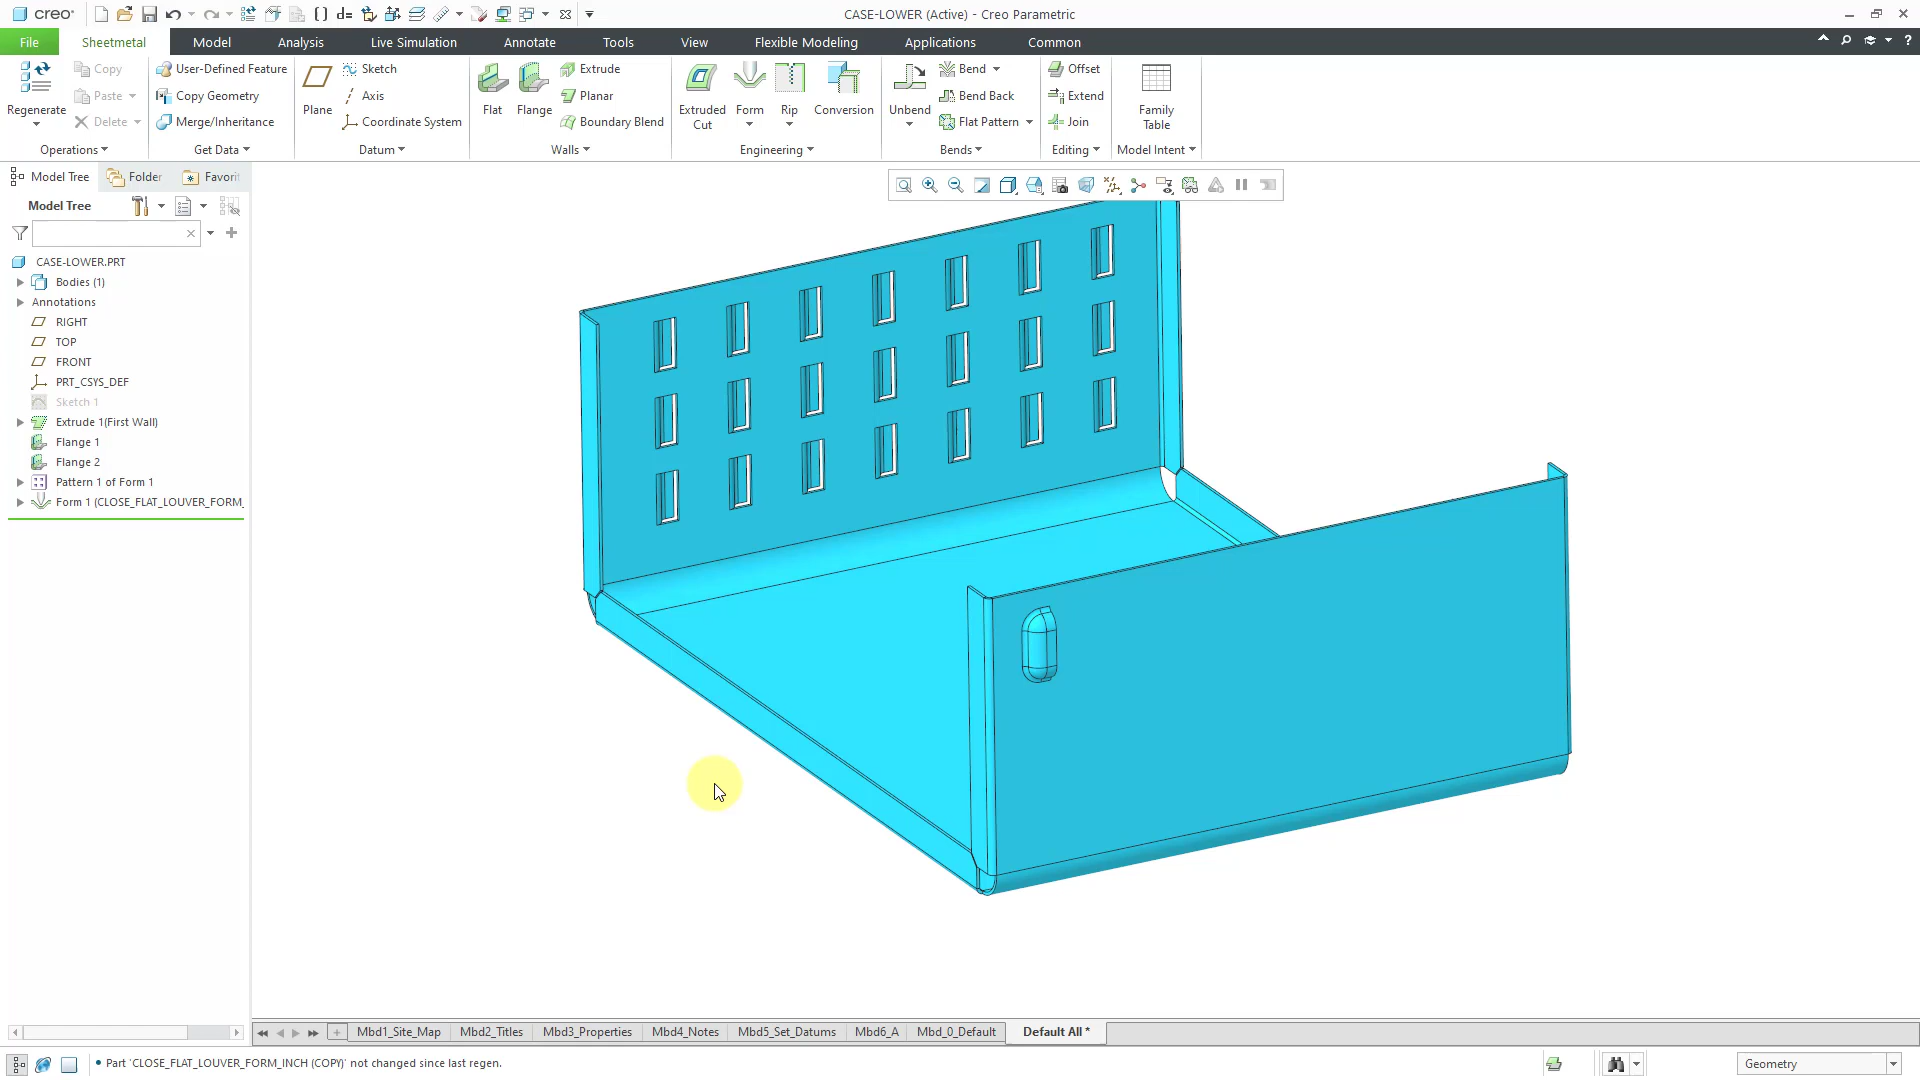 creo°
CASE-LOWER (Active) - Creo Parametric
File Sheetmetal Model Analysis Live Simulation Annotate Tools View Flexible Modeling Applications Common
Regenerate
Copy
Paste
Delete
Operations
User-Defined Feature
Copy Geometry
Merge/Inheritance
Get Data
Plane
Sketch
Axis
Coordinate System
Datum
Flat
Flange
Extrude
Planar
Boundary Blend
Walls
Extruded
Cut
Form
Rip
Conversion
Engineering
Unbend
Bend
Bend Back
Flat Pattern
Bends
Offset
Extend
Join
Editing
Family
Table
Model Intent
Model Tree Folder Favorit
Model Tree
CASE-LOWER.PRT
Bodies (1)
Annotations
RIGHT
TOP
FRONT
PRT_CSYS_DEF
Sketch 1
Extrude 1(First Wall)
Flange 1
Flange 2
Pattern 1 of Form 1
Form 1 (CLOSE_FLAT_LOUVER_FORM_
Mbd1_Site_Map Mbd2_Titles Mbd3_Properties Mbd4_Notes Mbd5_Set_Datums Mbd6_A Mbd_0_Default Default All *
• Part 'CLOSE_FLAT_LOUVER_FORM_INCH (COPY)' not changed since last regen.
Geometry